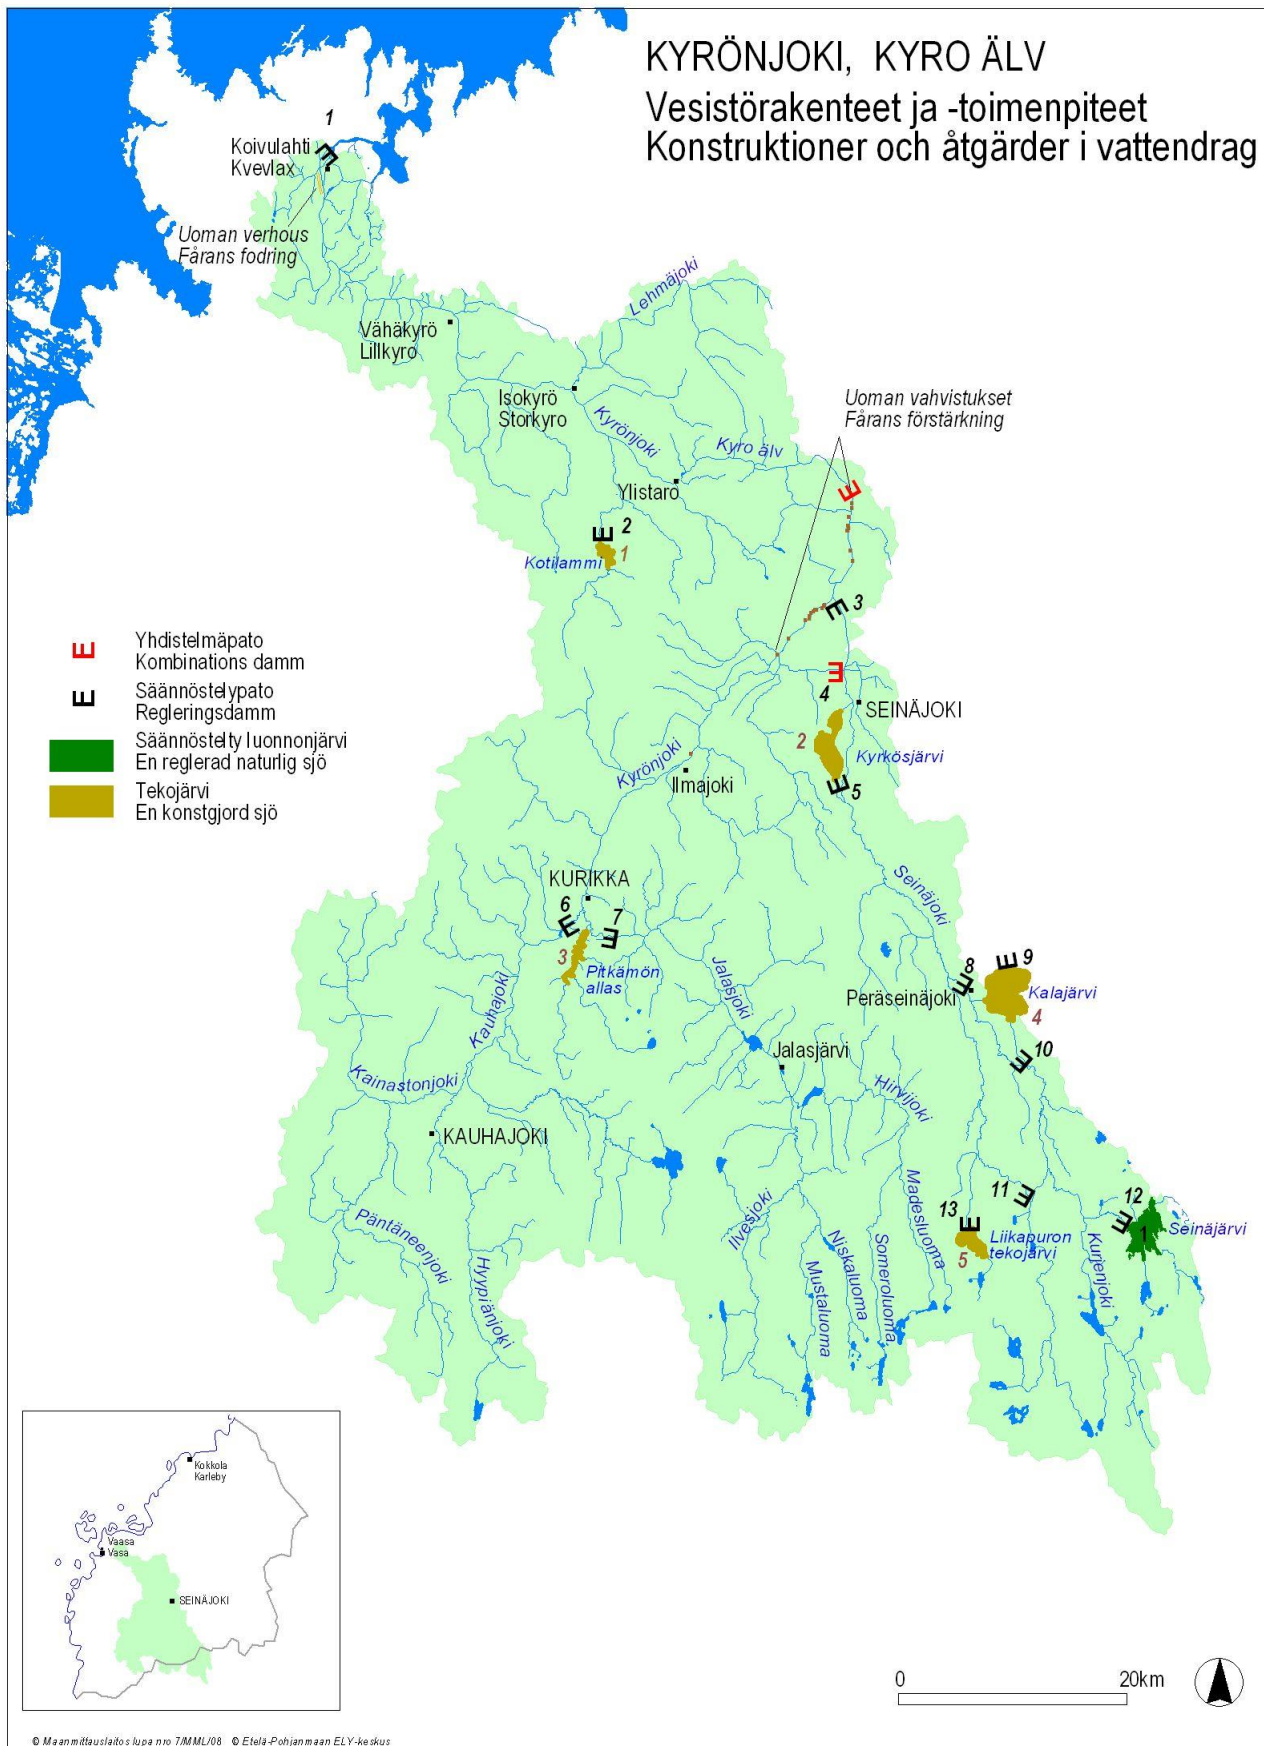 KYRÖNJOKI, KYRO ÄLV
Vesistörakenteet ja -toimenpiteet
Konstruktioner och åtgärder i vattendrag
1
Koivulahti
Kvevlax
Uoman verhous
Fårans fodring
Lehmäjoki
Vähäkyrö
Lillkyro
Isokyrö
Storkyro
Uoman vahvistukset
Fårans förstärkning
Kyrönjoki
Kyro älv
Ylistaro
E
E
2
1
Kotilammi
E
3
E
Yhdistelmäpato
Kombinations damm
E
Säännöstelypato
Regleringsdamm
Säännöstelty luonnonjärvi
En reglerad naturlig sjö
Tekojärvi
En konstgjord sjö
E
4
SEINÄJOKI
2
Kyrkösjärvi
E
5
Kyrönjoki
Ilmajoki
Seinäjoki
KURIKKA
6
E
7
E
3
Pitkämön
allas
Kauhajoki
Jalasjoki
8
E
E
9
Peräseinäjoki
Kalajärvi
4
E
10
Jalasjärvi
Kainastonjoki
Hirvijoki
KAUHAJOKI
Päntäneenjoki
Hyypiänjoki
Ilvesjoki
Mustaluoma
Niskaluoma
Someroluoma
Madesluoma
11
E
13
E
5
Liikapuron
tekojärvi
Kurjenjoki
12
E
1
Seinäjärvi
Kokkola
Karleby
Vaasa
Vasa
SEINÄJOKI
0
20km
© Maanmittauslaitos lupa nro 7/MML/08 © Etelä-Pohjanmaan ELY-keskus